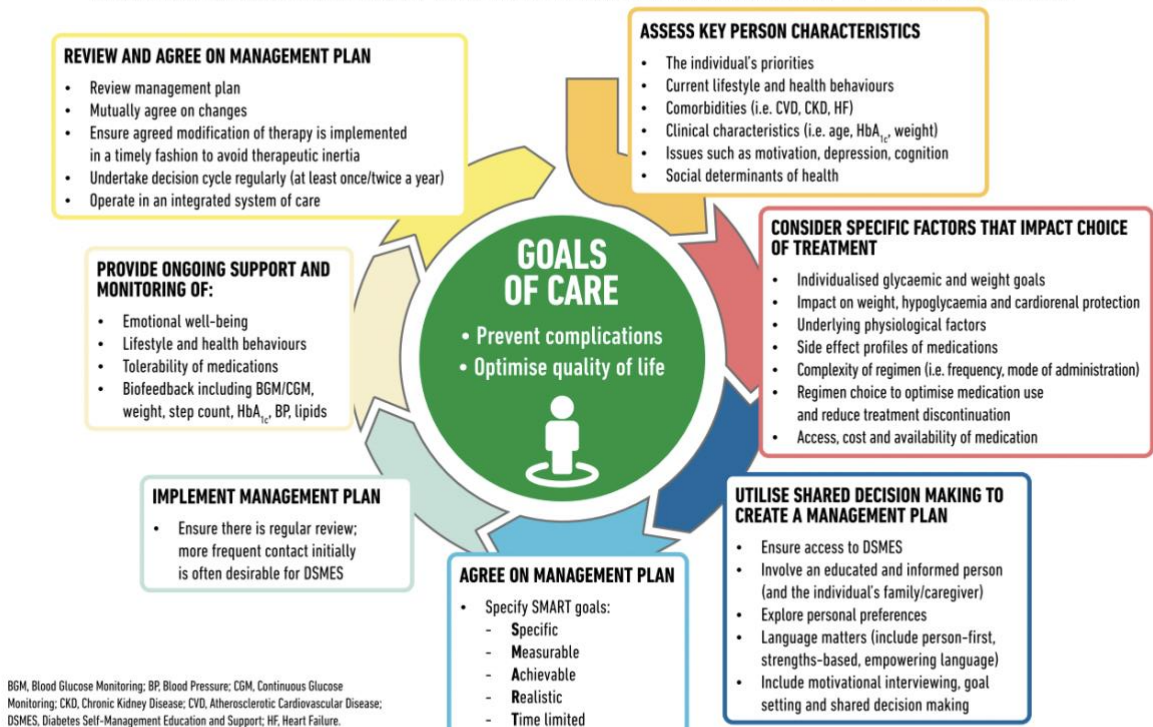 ASSESS KEY PERSON CHARACTERISTICS
• The individual's priorities
• Current lifestyle and health behaviours
• Comorbidities (i.e. CVD, CKD, HF)
• Clinical characteristics (i.e. age, HbA1c, weight)
• Issues such as motivation, depression, cognition
• Social determinants of health
CONSIDER SPECIFIC FACTORS THAT IMPACT CHOICE
OF TREATMENT
• Individualised glycaemic and weight goals
• Impact on weight, hypoglycaemia and cardiorenal protection
• Underlying physiological factors
• Side effect profiles of medications
• Complexity of regimen (i.e. frequency, mode of administration)
• Regimen choice to optimise medication use
and reduce treatment discontinuation
• Access, cost and availability of medication
UTILISE SHARED DECISION MAKING TO
CREATE A MANAGEMENT PLAN
• Ensure access to DSMES
• Involve an educated and informed person
(and the individual's family/caregiver)
• Explore personal preferences
• Language matters (include person-first,
strengths-based, empowering language)
• Include motivational interviewing, goal
setting and shared decision making
AGREE ON MANAGEMENT PLAN
• Specify SMART goals:
- Specific
- Measurable
- Achievable
- Realistic
- Time limited
IMPLEMENT MANAGEMENT PLAN
• Ensure there is regular review;
more frequent contact initially
is often desirable for DSMES
PROVIDE ONGOING SUPPORT AND
MONITORING OF:
• Emotional well-being
• Lifestyle and health behaviours
• Tolerability of medications
• Biofeedback including BGM/CGM,
weight, step count, HbA1c, BP, lipids
REVIEW AND AGREE ON MANAGEMENT PLAN
• Review management plan
• Mutually agree on changes
• Ensure agreed modification of therapy is implemented
in a timely fashion to avoid therapeutic inertia
• Undertake decision cycle regularly (at least once/twice a year)
• Operate in an integrated system of care
GOALS
OF CARE
• Prevent complications
• Optimise quality of life
BGM, Blood Glucose Monitoring; BP, Blood Pressure; CGM, Continuous Glucose
Monitoring; CKD, Chronic Kidney Disease; CVD, Atherosclerotic Cardiovascular Disease;
DSMES, Diabetes Self-Management Education and Support; HF, Heart Failure.